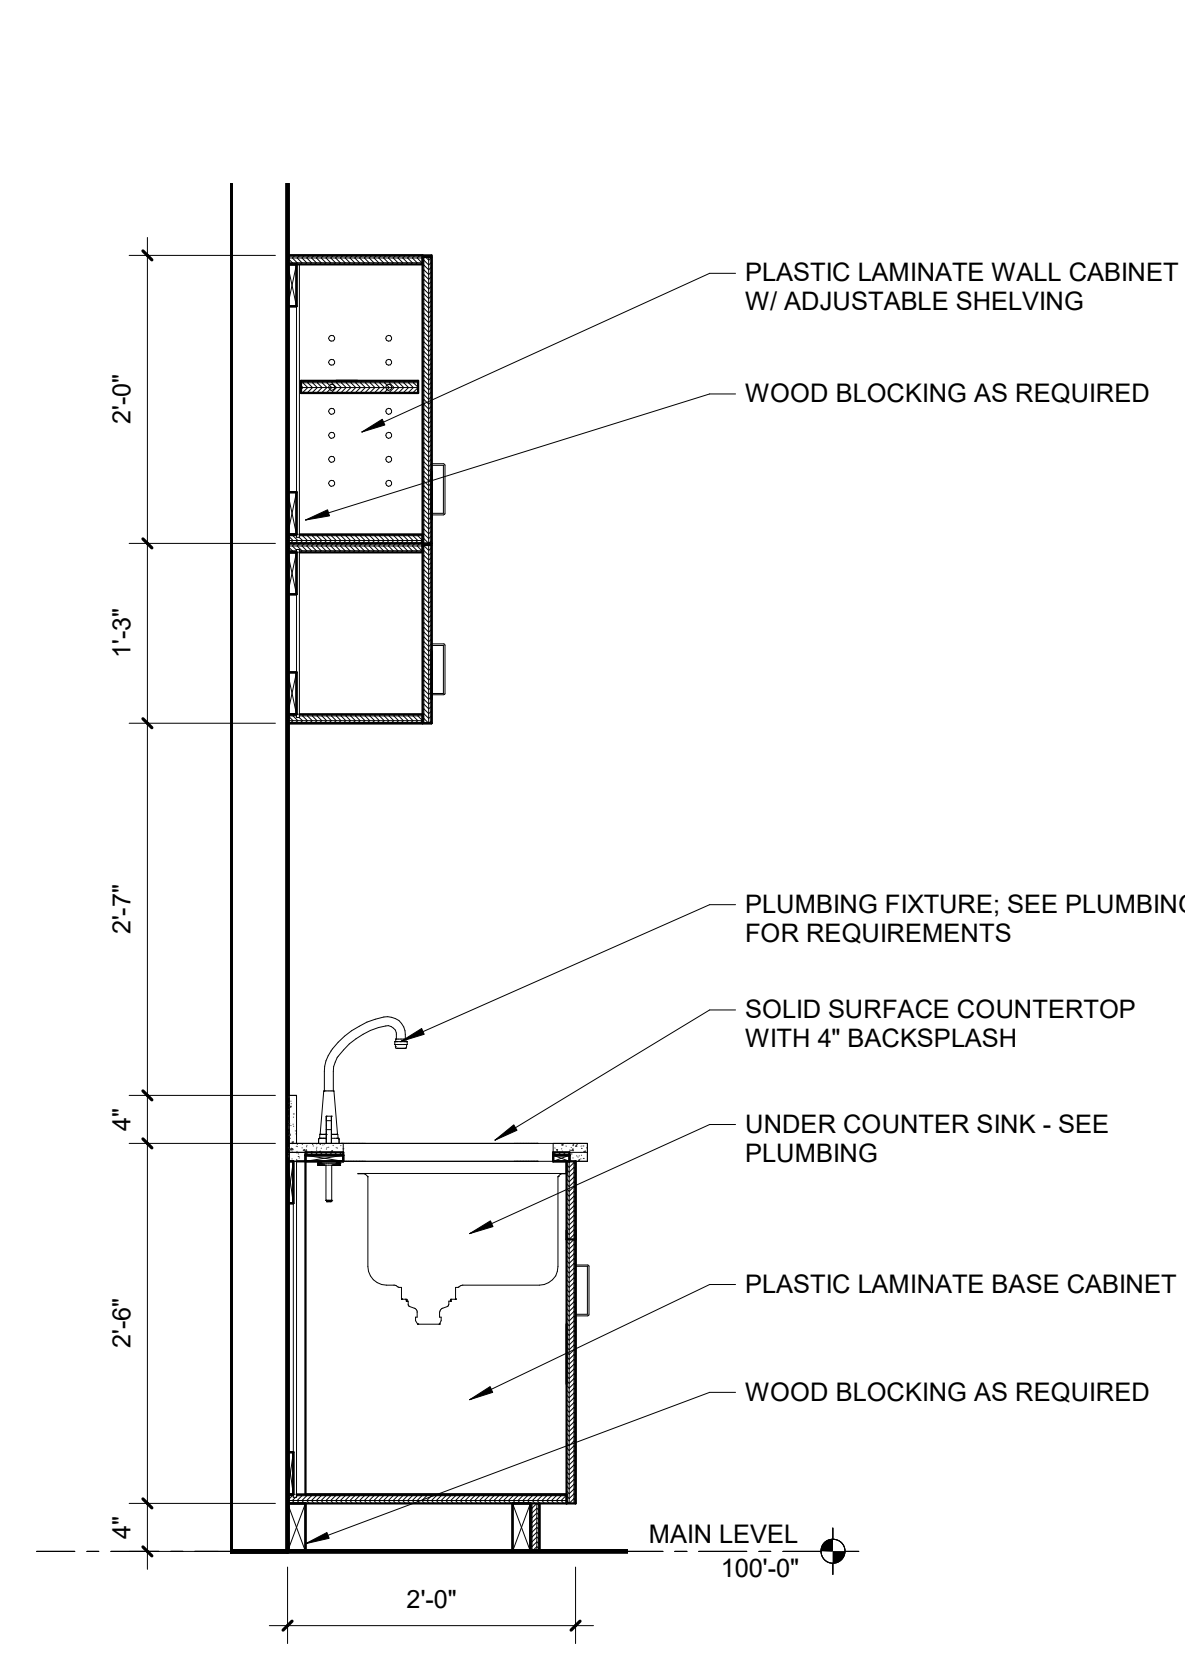 PLASTIC LAMINATE WALL CABINET
W/ ADJUSTABLE SHELVING
WOOD BLOCKING AS REQUIRED
2'-0"
1'-3"
2'-7"
PLUMBING FIXTURE; SEE PLUMBING
FOR REQUIREMENTS
SOLID SURFACE COUNTERTOP
WITH 4" BACKSPLASH
4"
UNDER COUNTER SINK - SEE
PLUMBING
2'-6"
PLASTIC LAMINATE BASE CABINET
WOOD BLOCKING AS REQUIRED
4"
MAIN LEVEL
100'-0"
2'-0"